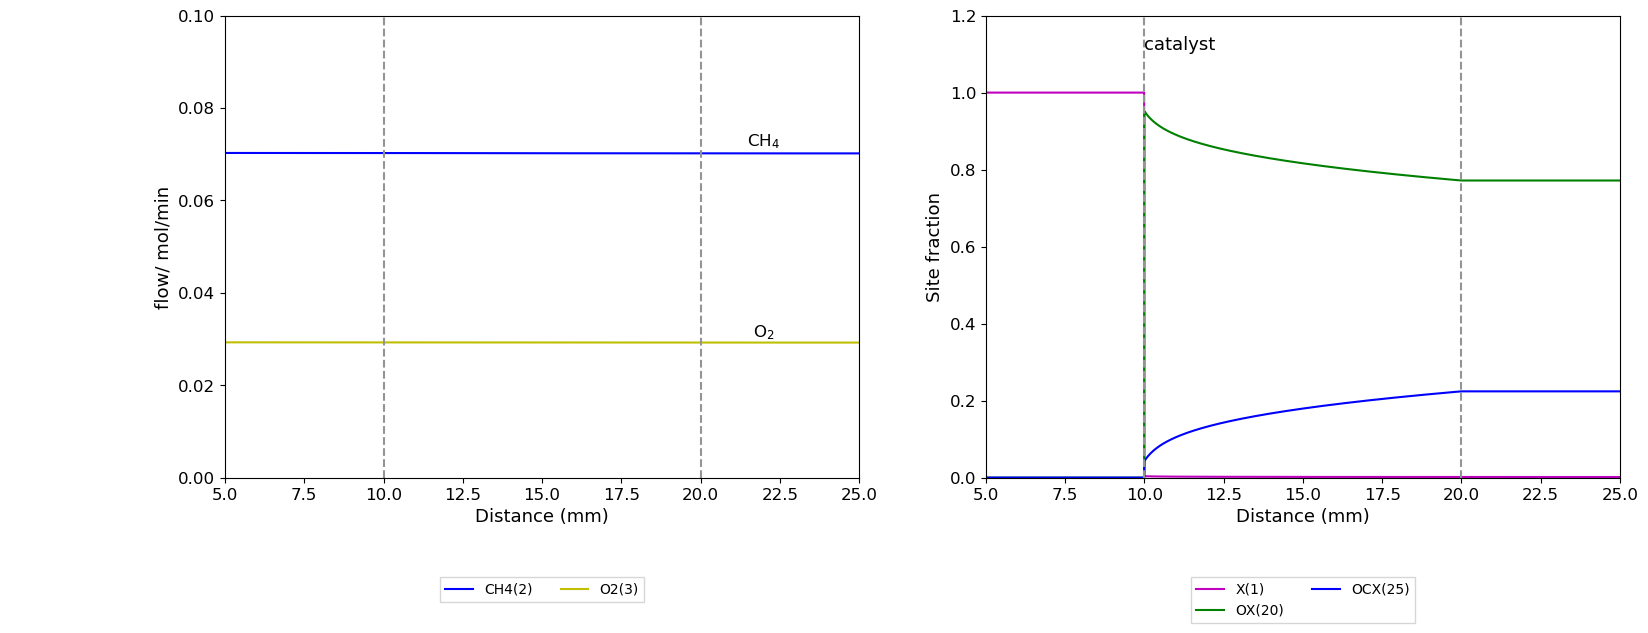 0.10
0.08
0.06
0.04
0.02
0.00
flow/ mol/min
CH₄
O₂
5.0 7.5 10.0 12.5 15.0 17.5 20.0 22.5 25.0
Distance (mm)
CH4(2) O2(3)
1.2
1.0
0.8
0.6
0.4
0.2
0.0
Site fraction
catalyst
5.0 7.5 10.0 12.5 15.0 17.5 20.0 22.5 25.0
Distance (mm)
X(1) OCX(25)
OX(20)